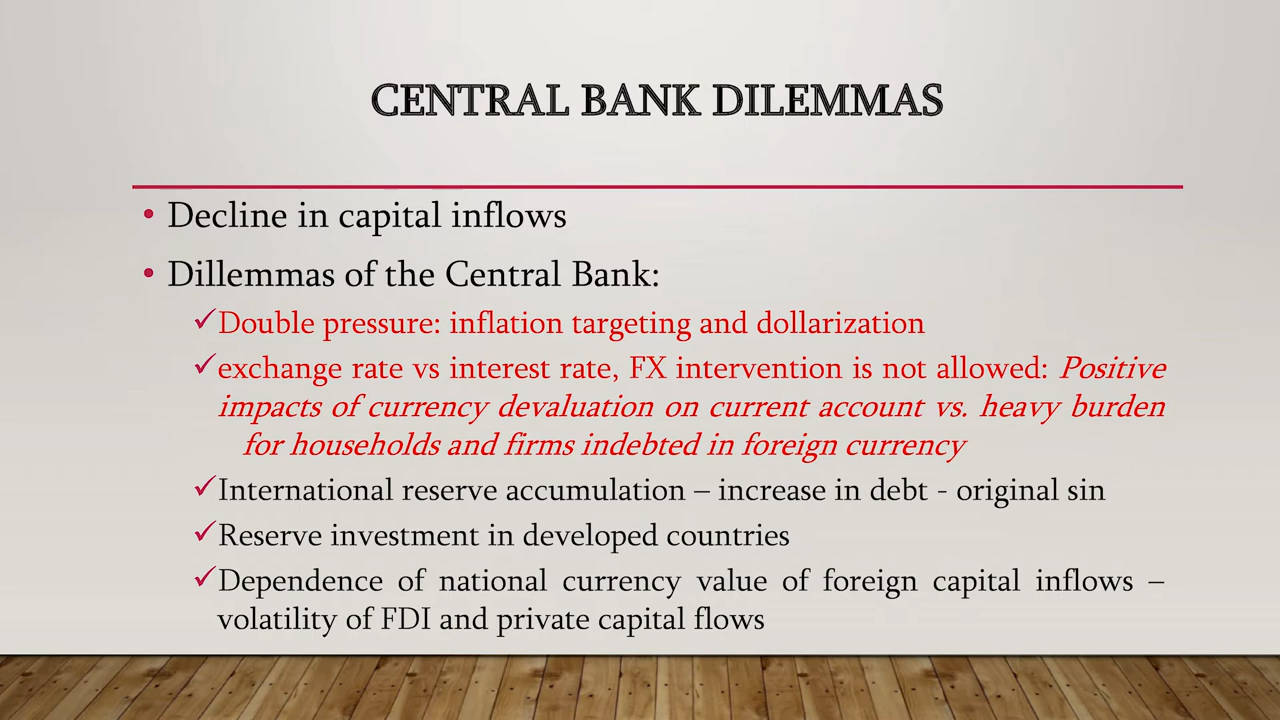 CENTRAL BANK DILEMMAS
• Decline in capital inflows
• Dillemmas of the Central Bank:
✓Double pressure: inflation targeting and dollarization
✓exchange rate vs interest rate, FX intervention is not allowed: Positive
impacts of currency devaluation on current account vs. heavy burden
for households and firms indebted in foreign currency
✓International reserve accumulation – increase in debt - original sin
✓Reserve investment in developed countries
✓Dependence of national currency value of foreign capital inflows –
volatility of FDI and private capital flows